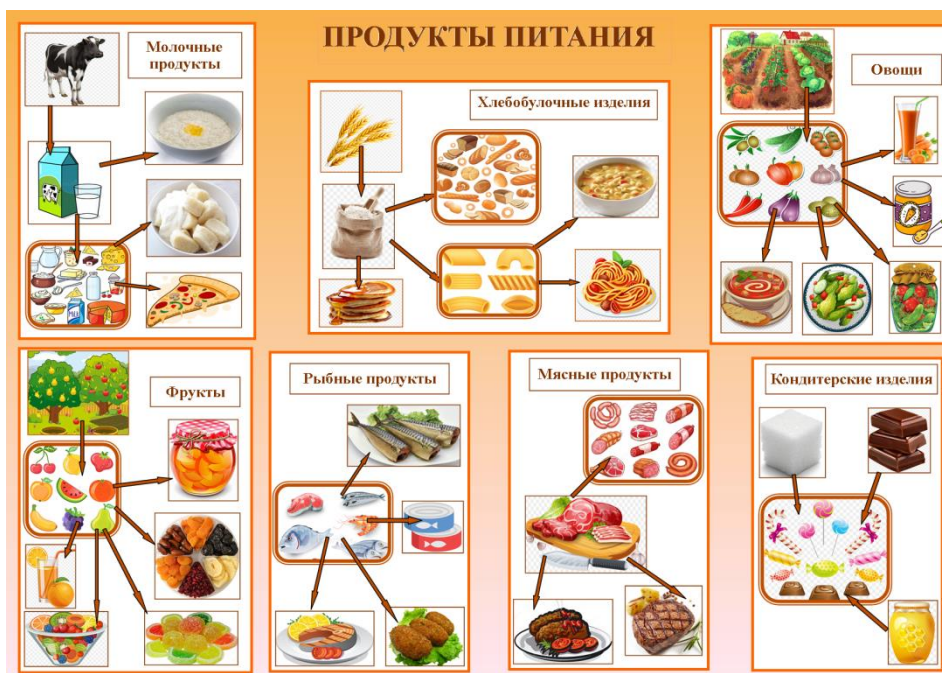 ПРОДУКТЫ ПИТАНИЯ
Молочные
продукты
Хлебобулочные изделия
Овощи
Фрукты
Рыбные продукты
Мясные продукты
Кондитерские изделия